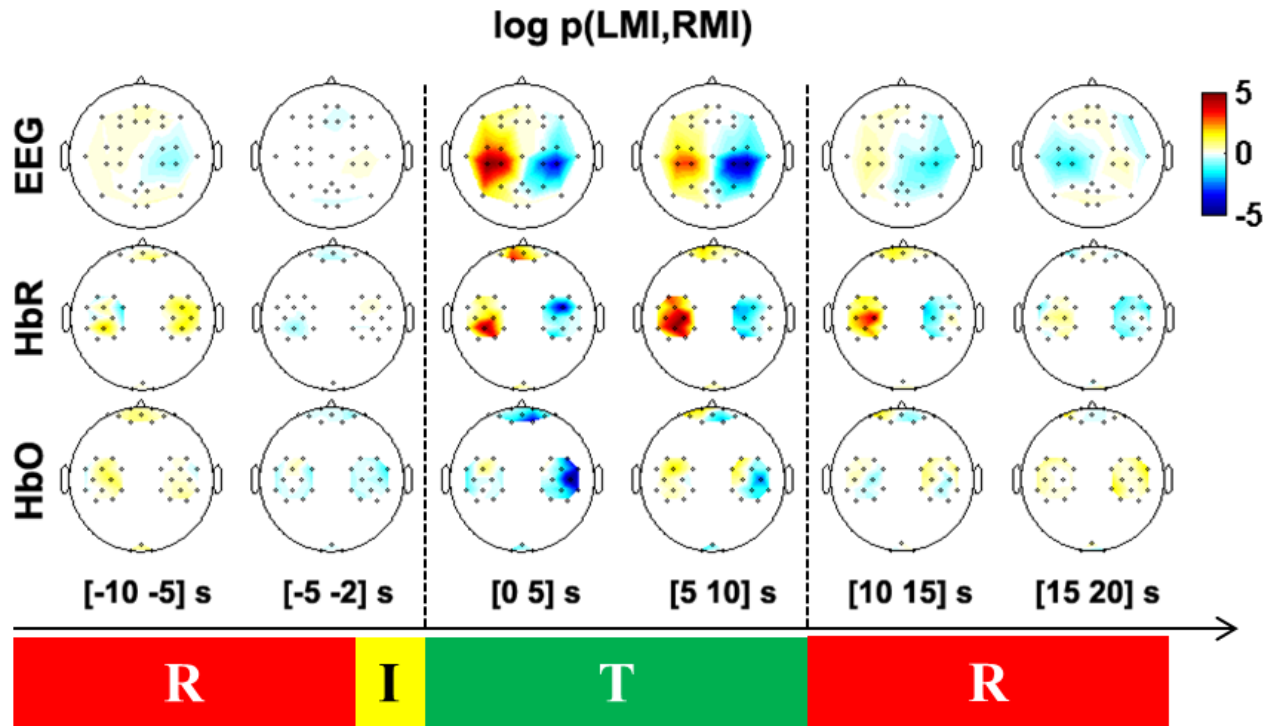 log p(LMI,RMI)
EEG
5
0
-5
HbR
HbO
[-10 -5] s [-5 -2] s [0 5] s [5 10] s [10 15] s [15 20] s
R I T R